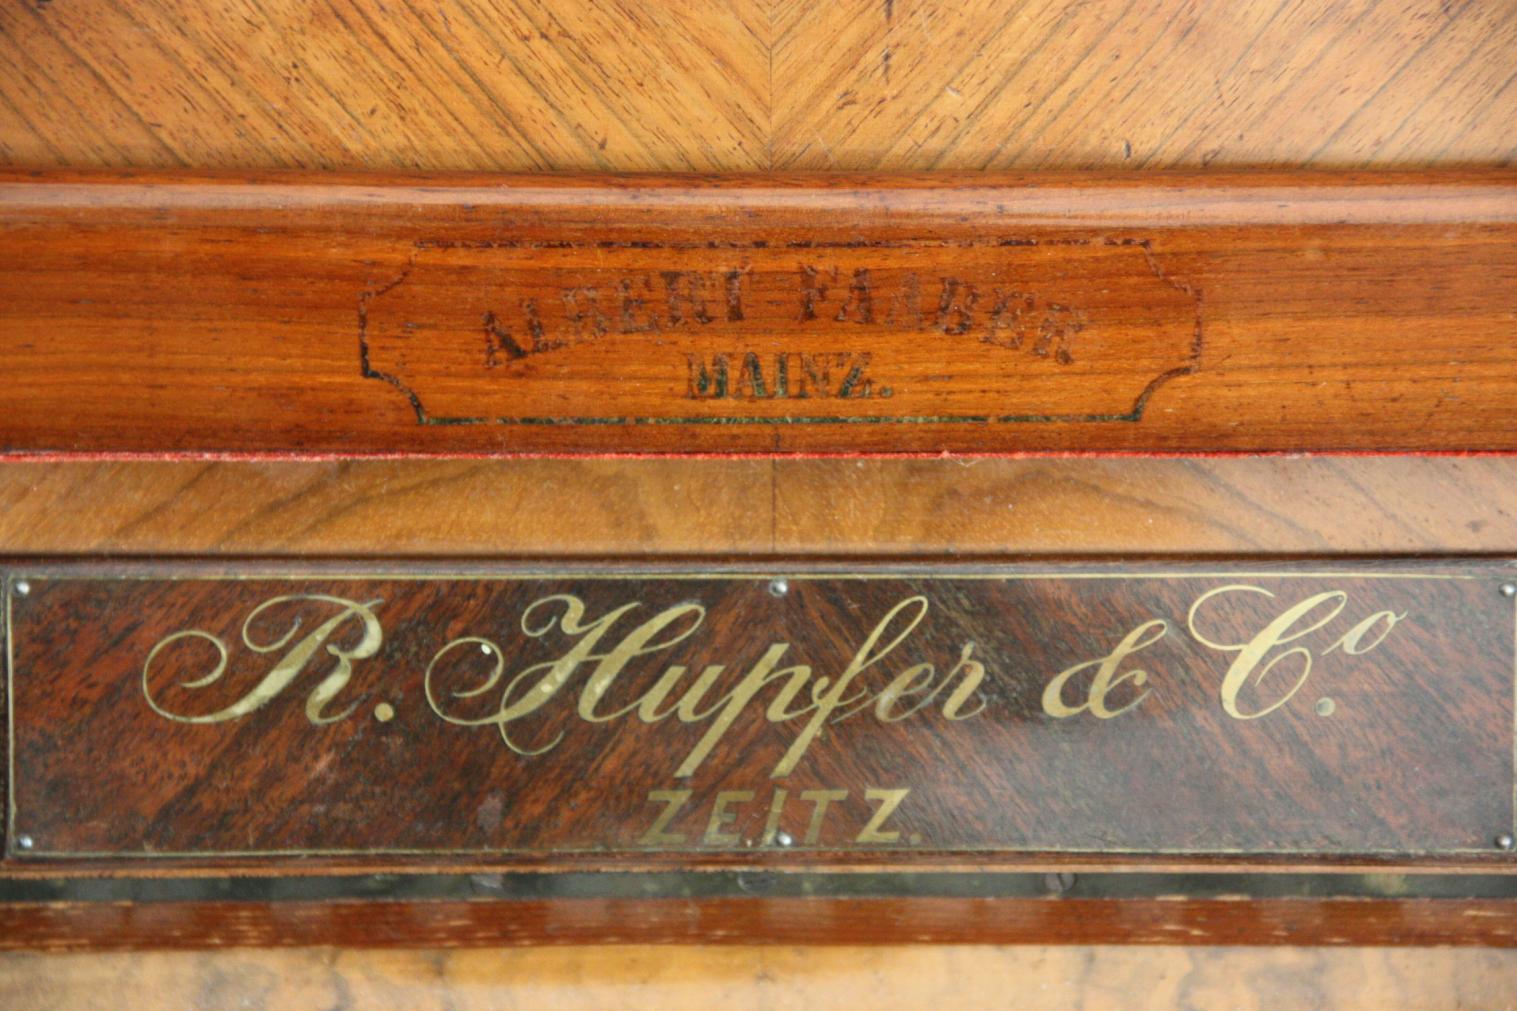 ALBERT FAABER
MAINZ.
R. Hupfer & Co.
ZEITZ.